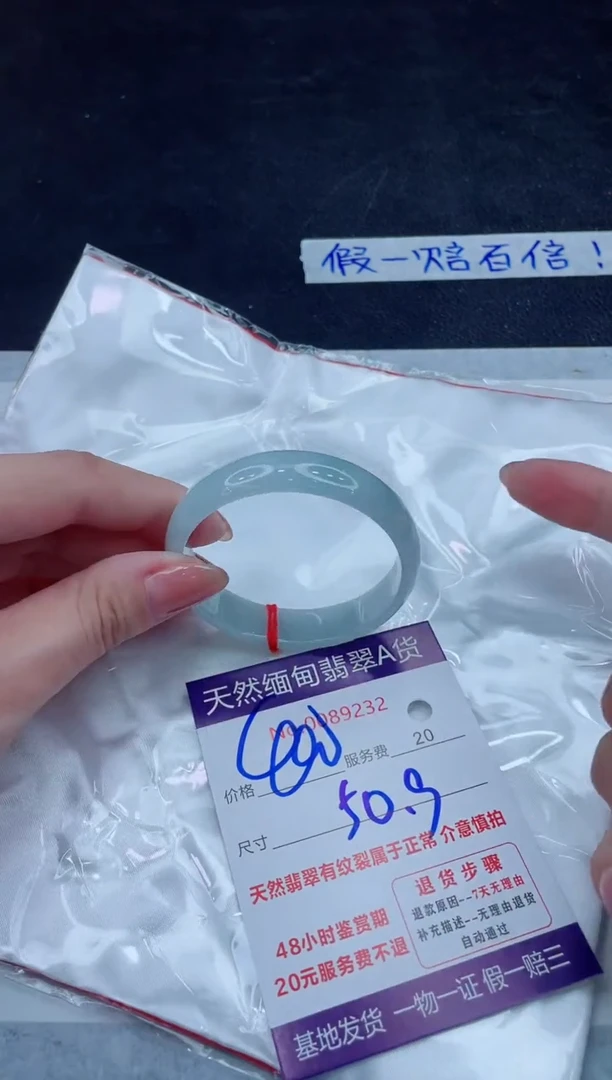 假一赔百倍！
天然缅甸翡翠A货
No.0089232
价格
服务费 20
尺寸 50.9
天然翡翠有纹裂属于正常 介意慎拍
48小时鉴赏期
20元服务费不退
退货步骤
退款原因--7天无理由
补充描述--无理由退货
自动通过
基地发货 一物一证 假一赔三